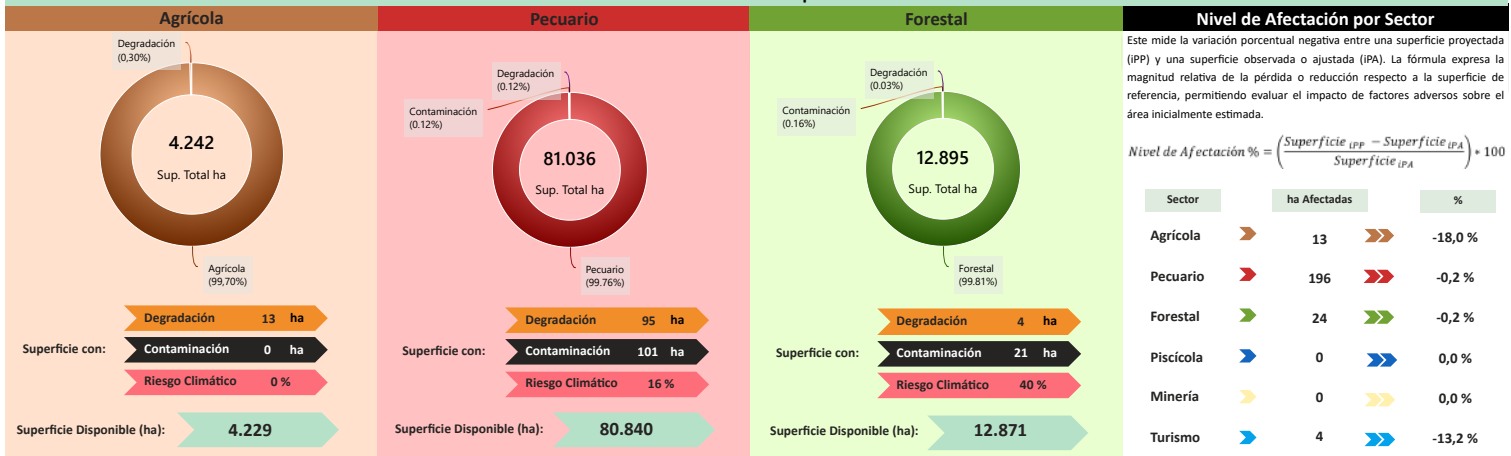 Agrícola
Degradación
(0,30%)
4.242
Sup. Total ha
Agrícola
(99,70%)
Superficie con:
Degradación 13 ha
Contaminación 0 ha
Riesgo Climático 0 %
Superficie Disponible (ha): 4.229
Pecuario
Degradación
(0.12%)
Contaminación
(0.12%)
81.036
Sup. Total ha
Pecuario
(99.76%)
Superficie con:
Degradación 95 ha
Contaminación 101 ha
Riesgo Climático 16 %
Superficie Disponible (ha): 80.840
Forestal
Degradación
(0.03%)
Contaminación
(0.16%)
12.895
Sup. Total ha
Forestal
(99.81%)
Superficie con:
Degradación 4 ha
Contaminación 21 ha
Riesgo Climático 40 %
Superficie Disponible (ha): 12.871
Nivel de Afectación por Sector
Este mide la variación porcentual negativa entre una superficie proyectada
(iPP) y una superficie observada o ajustada (iPA). La fórmula expresa la
magnitud relativa de la pérdida o reducción respecto a la superficie de
referencia, permitiendo evaluar el impacto de factores adversos sobre el
área inicialmente estimada.
Nivel de Afectación % = (Superficie iPP − Superficie iPA / Superficie iPA) * 100
Sector ha Afectadas %
Agrícola 13 -18,0 %
Pecuario 196 -0,2 %
Forestal 24 -0,2 %
Piscícola 0 0,0 %
Minería 0 0,0 %
Turismo 4 -13,2 %